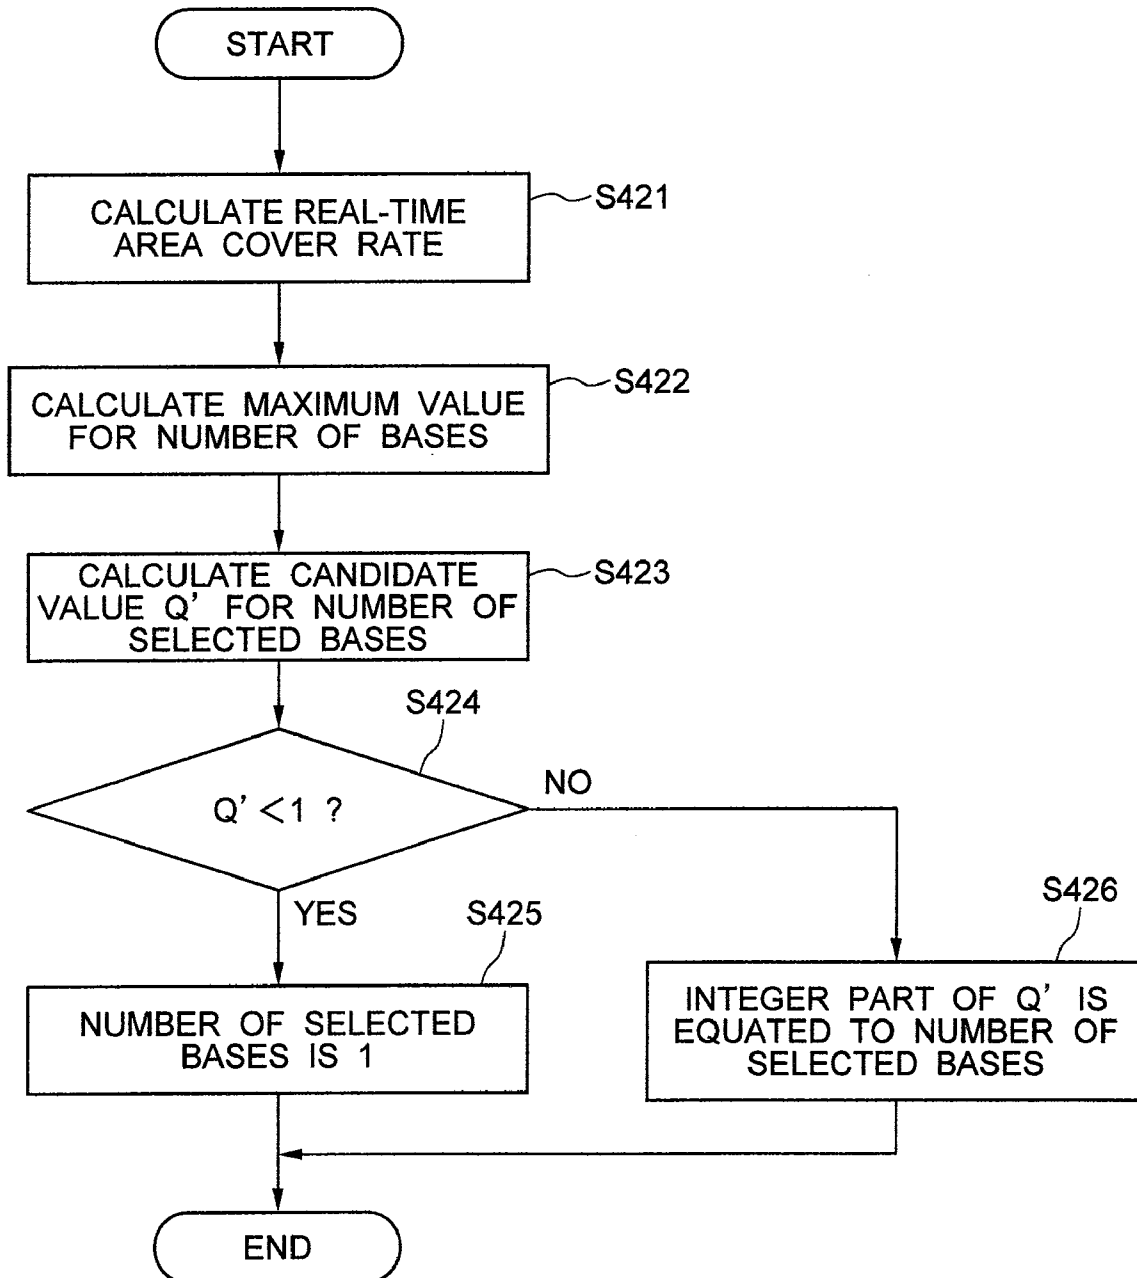 START
CALCULATE REAL-TIME
AREA COVER RATE
S421
CALCULATE MAXIMUM VALUE
FOR NUMBER OF BASES
S422
CALCULATE CANDIDATE
VALUE Q' FOR NUMBER OF
SELECTED BASES
S423
S424
Q' <1 ?
NO
YES
S425
NUMBER OF SELECTED
BASES IS 1
S426
INTEGER PART OF Q' IS
EQUATED TO NUMBER OF
SELECTED BASES
END